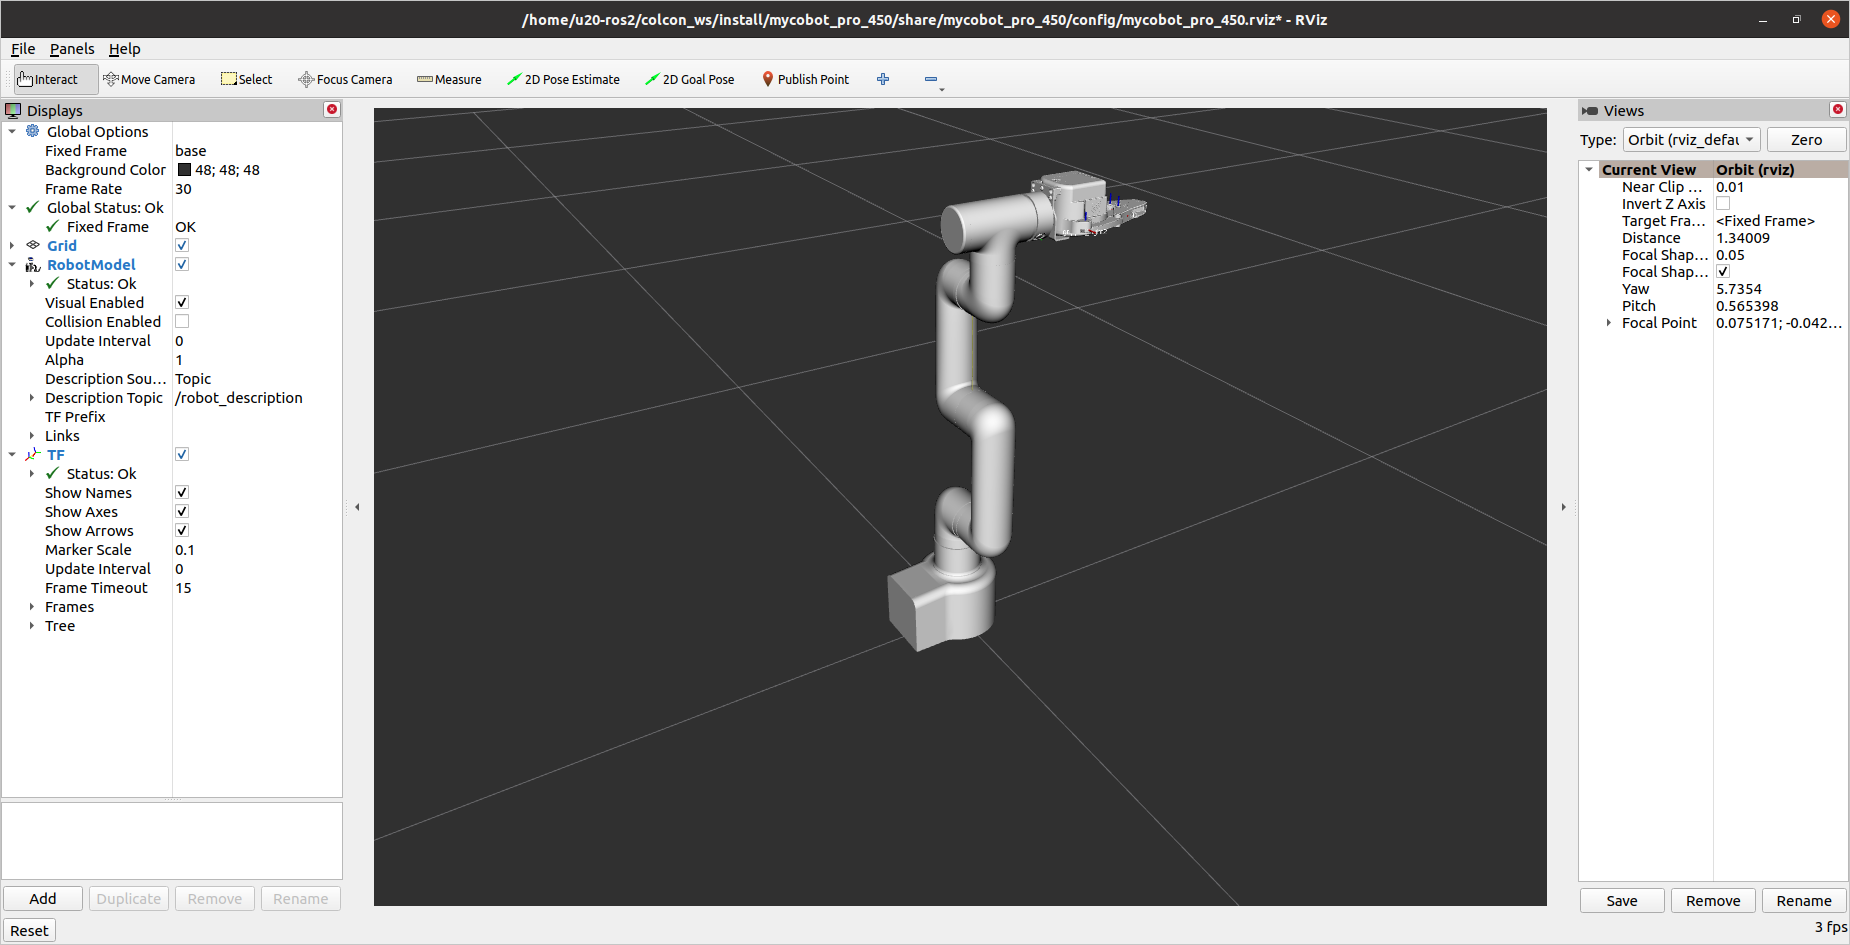 /home/u20-ros2/colcon_ws/install/mycobot_pro_450/share/mycobot_pro_450/config/mycobot_pro_450.rviz* - RViz
File Panels Help
Interact Move Camera Select Focus Camera Measure 2D Pose Estimate 2D Goal Pose Publish Point
Displays
Global Options
Fixed Frame base
Background Color 48; 48; 48
Frame Rate 30
Global Status: Ok
Fixed Frame OK
Grid
RobotModel
Status: Ok
Visual Enabled
Collision Enabled
Update Interval 0
Alpha 1
Description Sou... Topic
Description Topic /robot_description
TF Prefix
Links
TF
Status: Ok
Show Names
Show Axes
Show Arrows
Marker Scale 0.1
Update Interval 0
Frame Timeout 15
Frames
Tree
Add Duplicate Remove Rename
Reset
Views
Type: Orbit (rviz_defau Zero
Current View Orbit (rviz)
Near Clip ... 0.01
Invert Z Axis
Target Fra... <Fixed Frame>
Distance 1.34009
Focal Shap... 0.05
Focal Shap...
Yaw 5.7354
Pitch 0.565398
Focal Point 0.075171; -0.042...
Save Remove Rename
3 fps